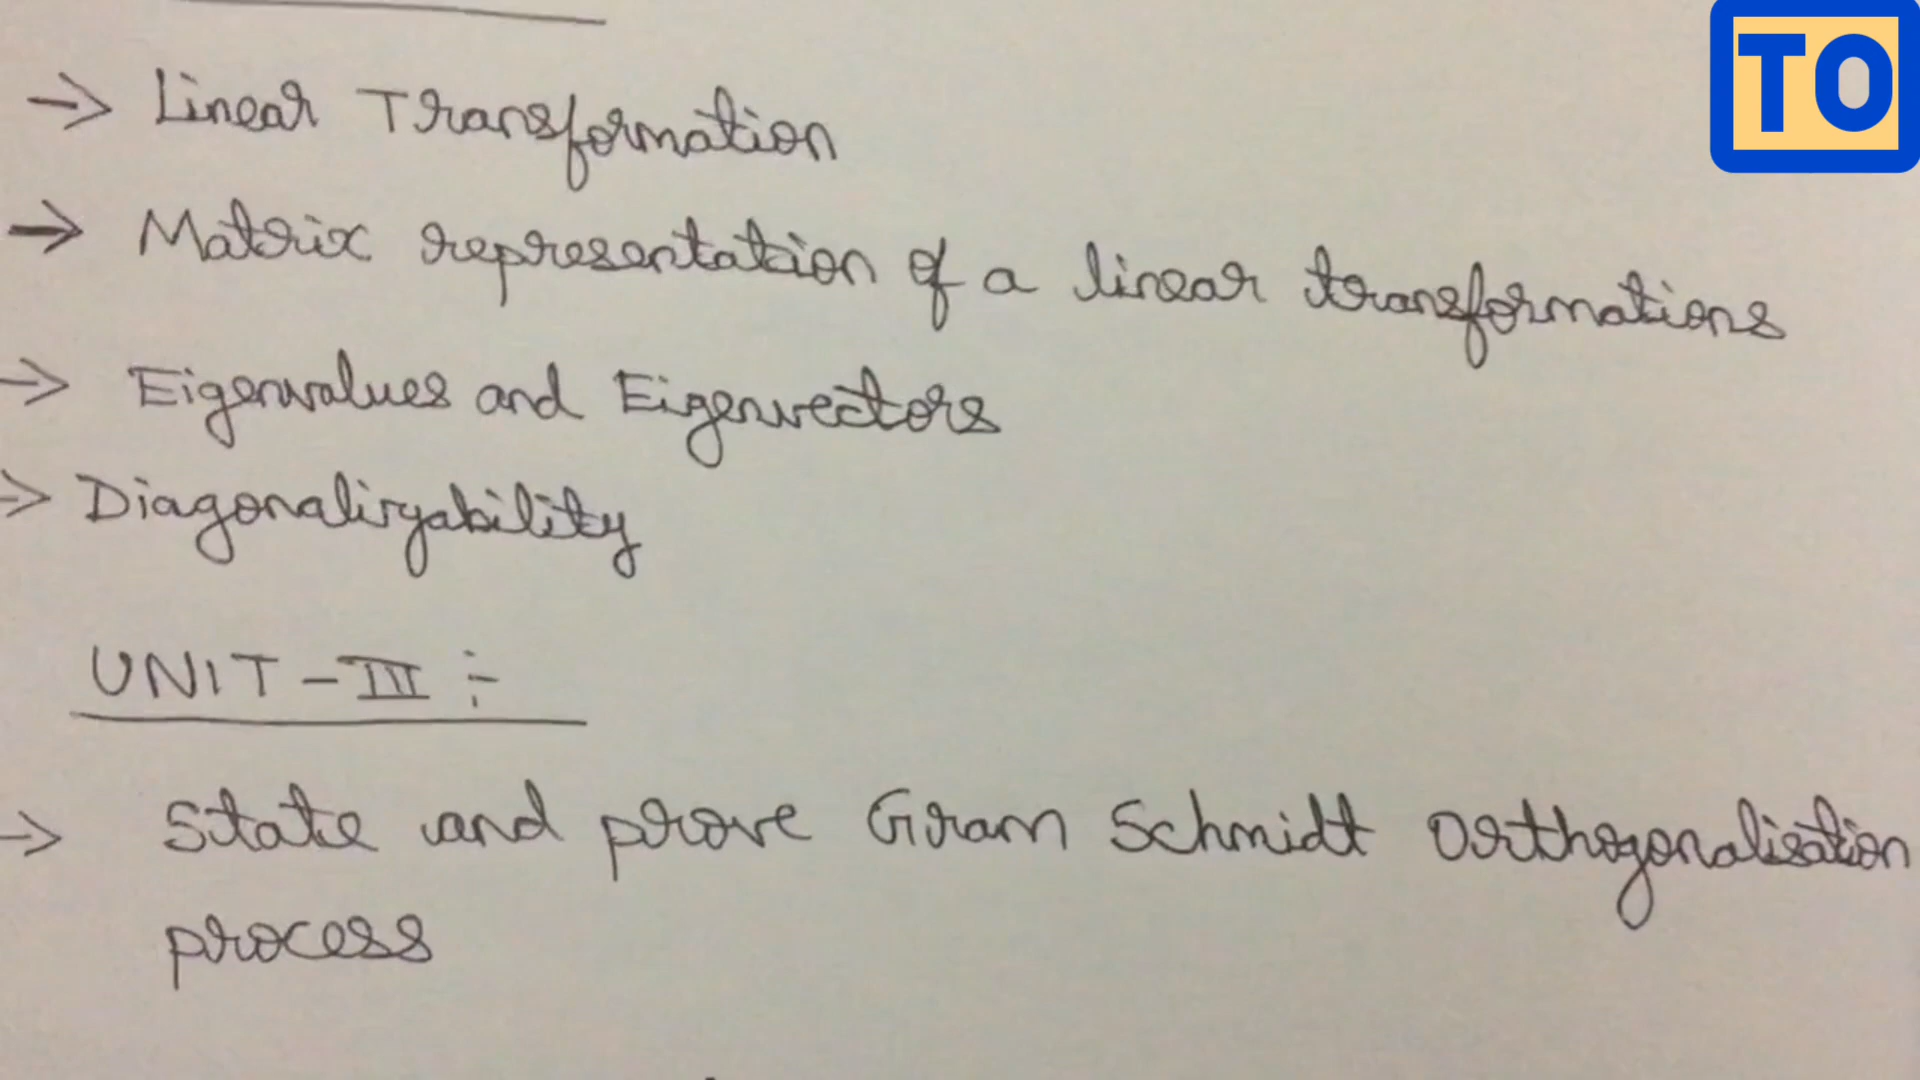 TO
→ Linear Transformation
→ Matrix representation of a linear transformations
→ Eigenvalues and Eigenvectors
→ Diagonalizability
UNIT - III :-
→ State and prove Gram Schmidt Orthogonalisation
process